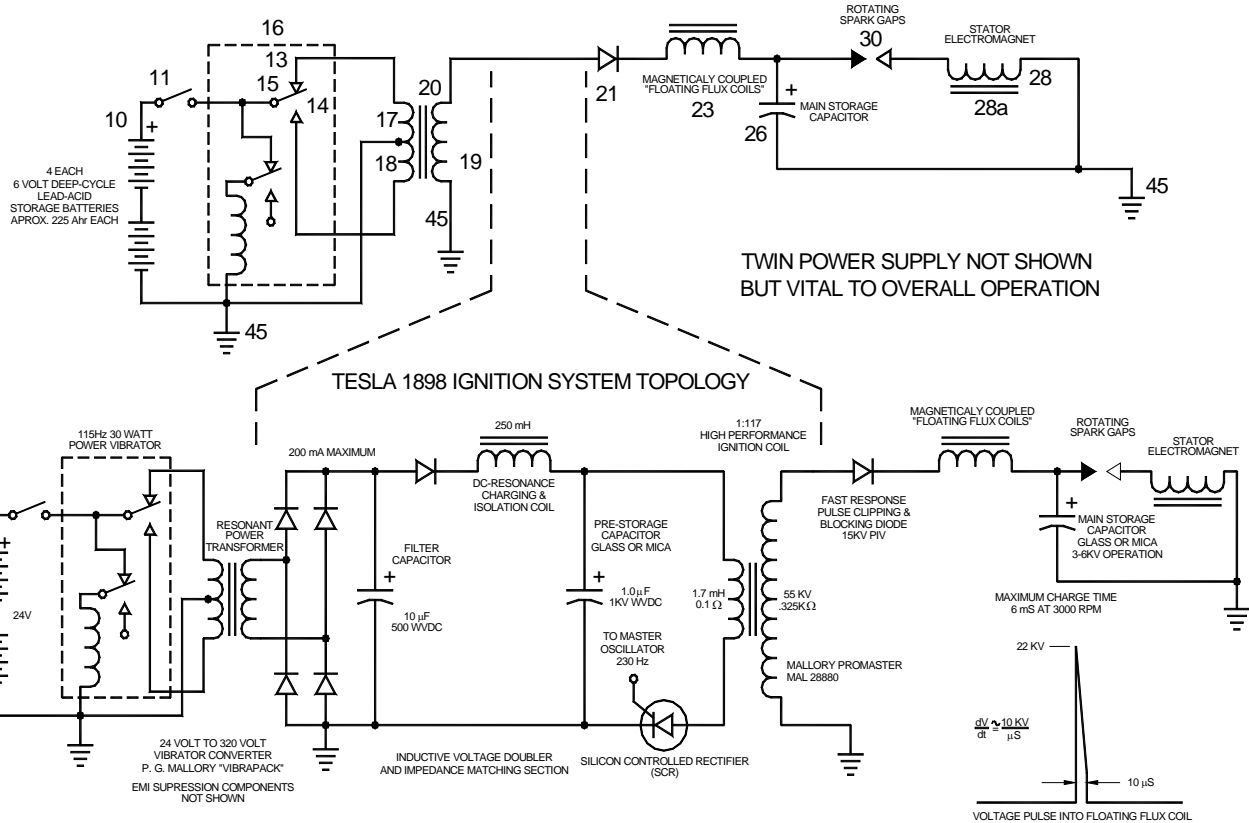 16
13
11
15
14
10
+
17
18
20
19
45
45
4 EACH
6 VOLT DEEP-CYCLE
LEAD-ACID
STORAGE BATTERIES
APROX. 225 Ahr EACH
21
MAGNETICALY COUPLED
"FLOATING FLUX COILS"
23
+
MAIN STORAGE
CAPACITOR
26
ROTATING
SPARK GAPS
30
STATOR
ELECTROMAGNET
28
28a
45
TWIN POWER SUPPLY NOT SHOWN
BUT VITAL TO OVERALL OPERATION
TESLA 1898 IGNITION SYSTEM TOPOLOGY
115Hz 30 WATT
POWER VIBRATOR
+
24V
RESONANT
POWER
TRANSFORMER
200 mA MAXIMUM
FILTER
CAPACITOR
+
10 µF
500 WVDC
250 mH
DC-RESONANCE
CHARGING &
ISOLATION COIL
PRE-STORAGE
CAPACITOR
GLASS OR MICA
+
1.0 µF
1KV WVDC
TO MASTER
OSCILLATOR
230 Hz
1:117
HIGH PERFORMANCE
IGNITION COIL
1.7 mH
0.1 Ω
55 KV
.325K Ω
MALLORY PROMASTER
MAL 28880
FAST RESPONSE
PULSE CLIPPING &
BLOCKING DIODE
15KV PIV
MAGNETICALY COUPLED
"FLOATING FLUX COILS"
ROTATING
SPARK GAPS
STATOR
ELECTROMAGNET
+
MAIN STORAGE
CAPACITOR
GLASS OR MICA
3-6KV OPERATION
MAXIMUM CHARGE TIME
6 mS AT 3000 RPM
24 VOLT TO 320 VOLT
VIBRATOR CONVERTER
P. G. MALLORY "VIBRAPACK"
EMI SUPRESSION COMPONENTS
NOT SHOWN
INDUCTIVE VOLTAGE DOUBLER
AND IMPEDANCE MATCHING SECTION
SILICON CONTROLLED RECTIFIER
(SCR)
22 KV
dV/dt ≈ 10 KV/µS
10 µS
VOLTAGE PULSE INTO FLOATING FLUX COIL